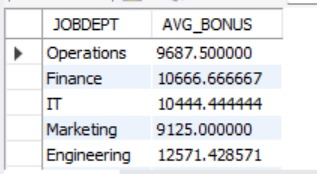 JOBDEPT AVG_BONUS
Operations 9687.500000
Finance 10666.666667
IT 10444.444444
Marketing 9125.000000
Engineering 12571.428571